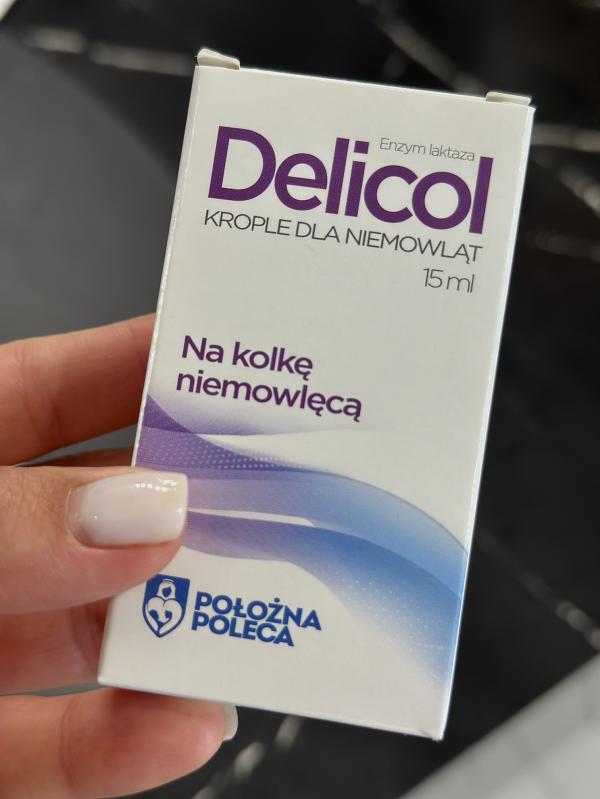 Enzym laktaza
Delicol
KROPLE DLA NIEMOWLĄT
15 ml
Na kolkę
niemowlęcą
POŁOŻNA
POLECA